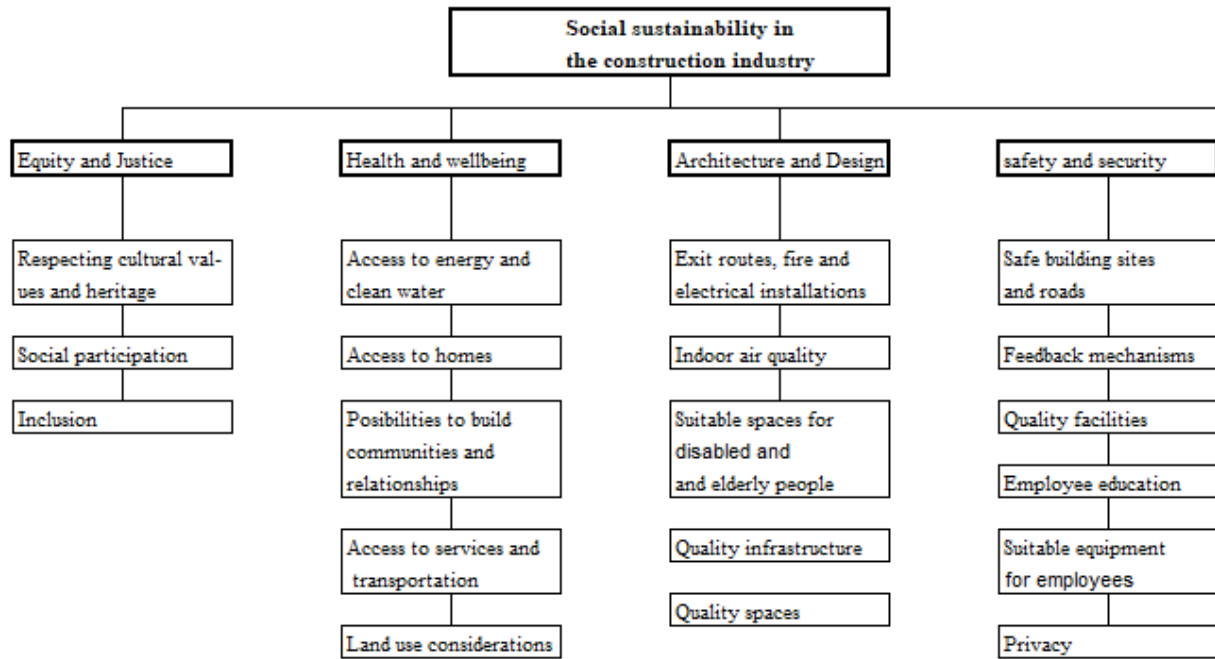 Social sustainability in
the construction industry
Equity and Justice
Respecting cultural val-
ues and heritage
Social participation
Inclusion
Health and wellbeing
Access to energy and
clean water
Access to homes
Posibilities to build
communities and
relationships
Access to services and
transportation
Land use considerations
Architecture and Design
Exit routes, fire and
electrical installations
Indoor air quality
Suitable spaces for
disabled and
and elderly people
Quality infrastructure
Quality spaces
safety and security
Safe building sites
and roads
Feedback mechanisms
Quality facilities
Employee education
Suitable equipment
for employees
Privacy